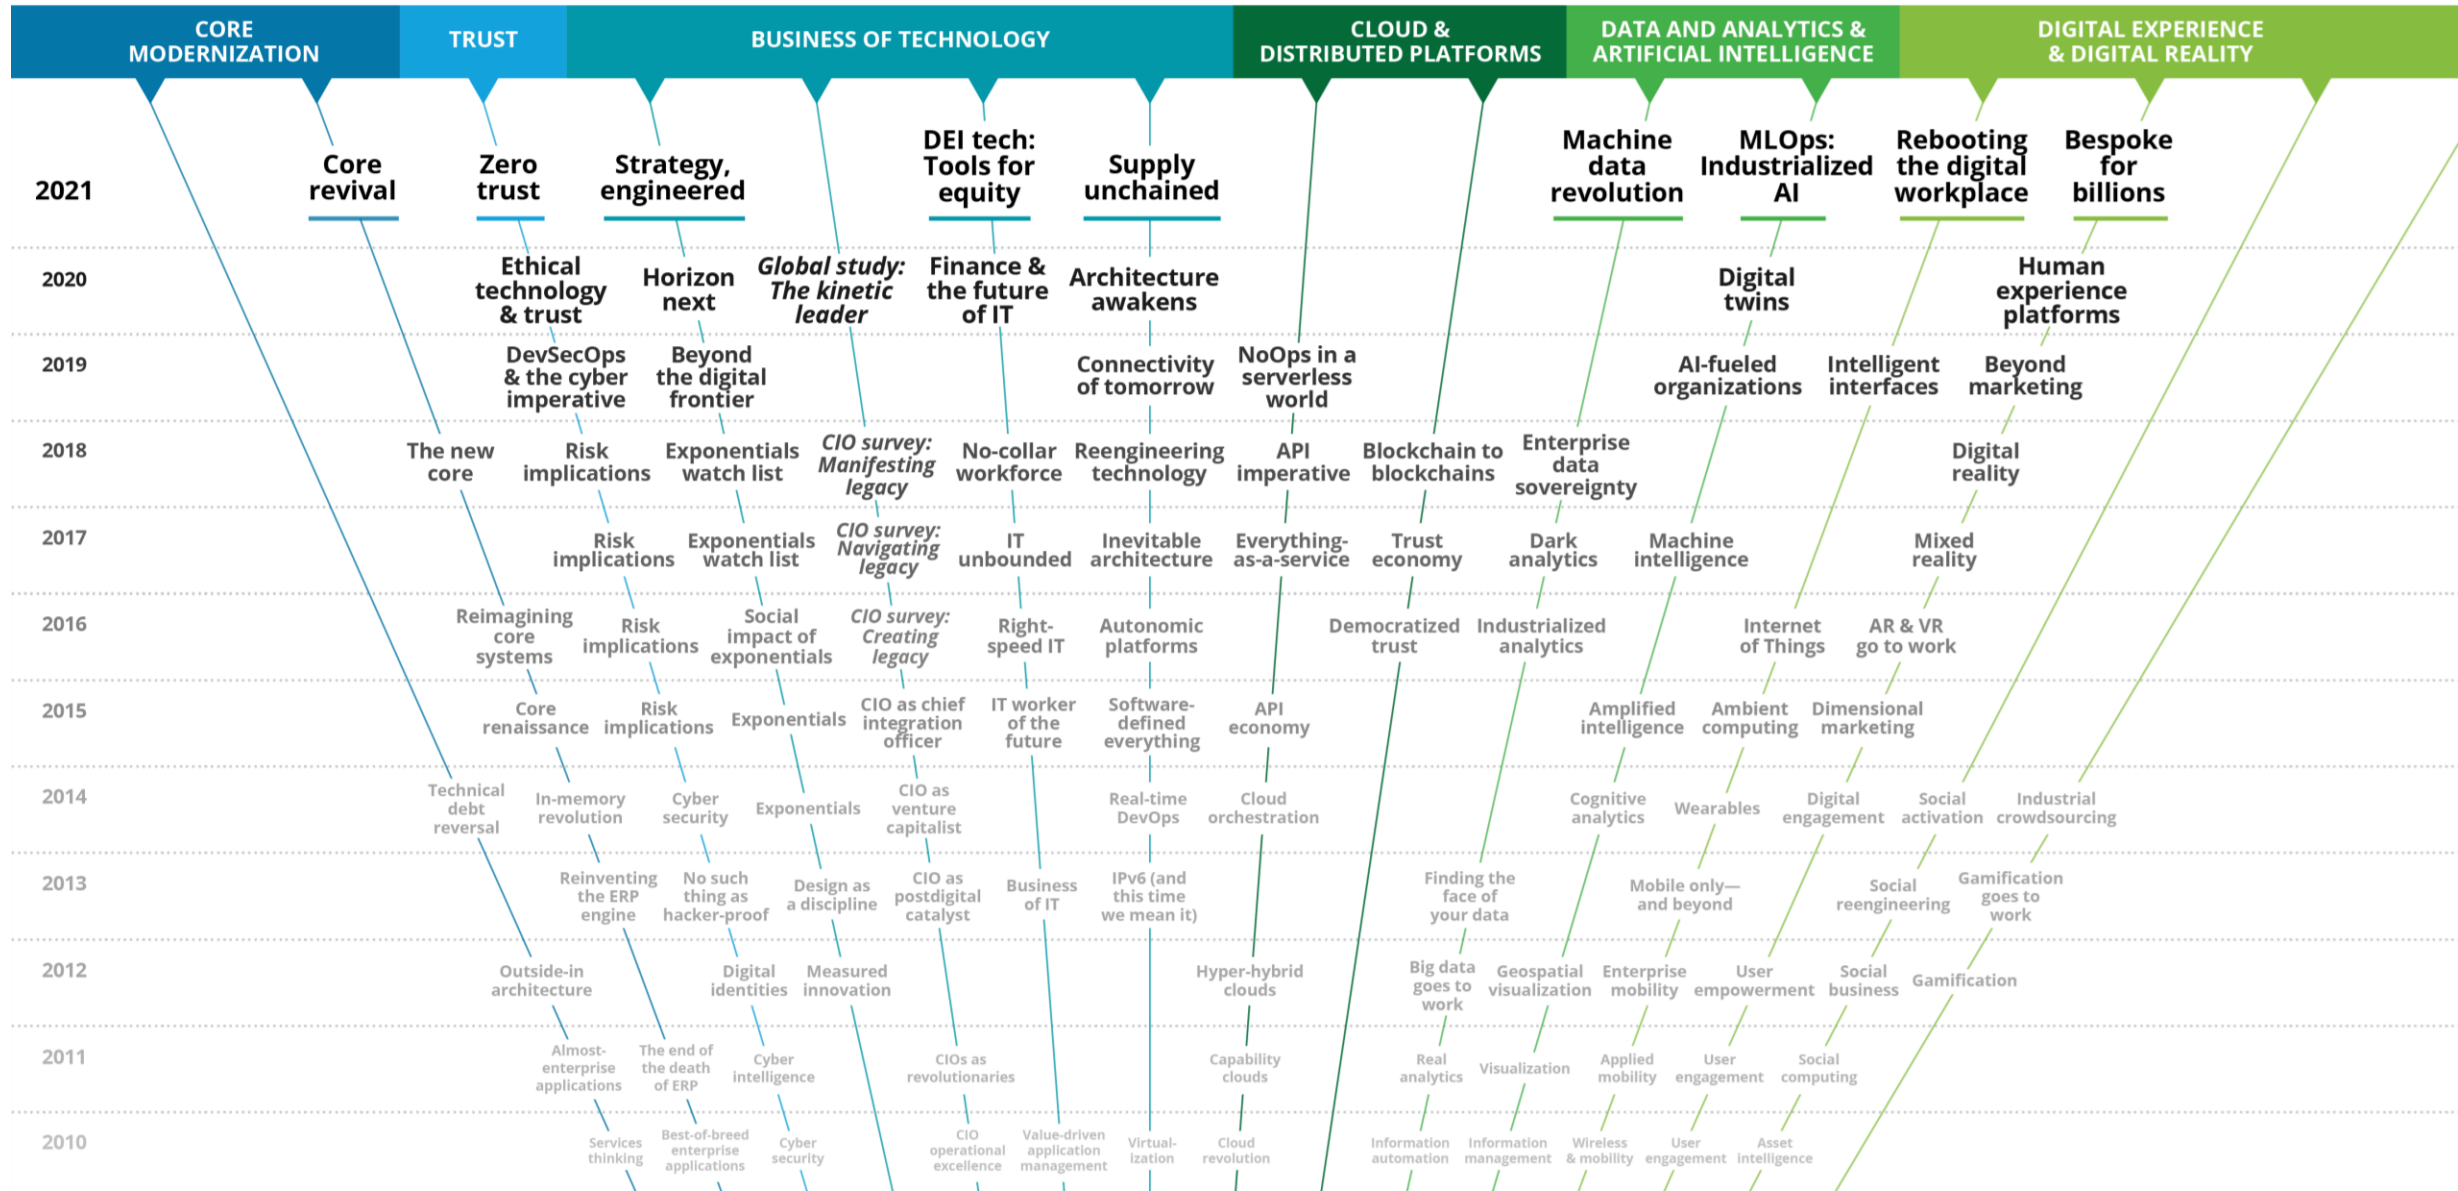 CORE
MODERNIZATION
TRUST
BUSINESS OF TECHNOLOGY
CLOUD &
DISTRIBUTED PLATFORMS
DATA AND ANALYTICS &
ARTIFICIAL INTELLIGENCE
DIGITAL EXPERIENCE
& DIGITAL REALITY
2021
Core
revival
Zero
trust
Strategy,
engineered
DEI tech:
Tools for
equity
Supply
unchained
Machine
data
revolution
MLOps:
Industrialized
AI
Rebooting
the digital
workplace
Bespoke
for
billions
2020
Ethical
technology
& trust
Horizon
next
Global study:
The kinetic
leader
Finance &
the future
of IT
Architecture
awakens
Digital
twins
Human
experience
platforms
2019
DevSecOps
& the cyber
imperative
Beyond
the digital
frontier
Connectivity
of tomorrow
NoOps in a
serverless
world
AI-fueled
organizations
Intelligent
interfaces
Beyond
marketing
2018
The new
core
Risk
implications
Exponentials
watch list
CIO survey:
Manifesting
legacy
No-collar
workforce
Reengineering
technology
API
imperative
Blockchain to
blockchains
Enterprise
data
sovereignty
Digital
reality
2017
Risk
implications
Exponentials
watch list
CIO survey:
Navigating
legacy
IT
unbounded
Inevitable
architecture
Everything-
as-a-service
Trust
economy
Dark
analytics
Machine
intelligence
Mixed
reality
2016
Reimagining
core
systems
Risk
implications
Social
impact of
exponentials
CIO survey:
Creating
legacy
Right-
speed IT
Autonomic
platforms
Democratized
trust
Industrialized
analytics
Internet
of Things
AR & VR
go to work
2015
Core
renaissance
Risk
implications
Exponentials
CIO as chief
integration
officer
IT worker
of the
future
Software-
defined
everything
API
economy
Amplified
intelligence
Ambient
computing
Dimensional
marketing
2014
Technical
debt
reversal
In-memory
revolution
Cyber
security
Exponentials
CIO as
venture
capitalist
Real-time
DevOps
Cloud
orchestration
Cognitive
analytics
Wearables
Digital
engagement
Social
activation
Industrial
crowdsourcing
2013
Reinventing
the ERP
engine
No such
thing as
hacker-proof
Design as
a discipline
CIO as
postdigital
catalyst
Business
of IT
IPv6 (and
this time
we mean it)
Finding the
face of
your data
Mobile only—
and beyond
Social
reengineering
Gamification
goes to
work
2012
Outside-in
architecture
Digital
identities
Measured
innovation
Hyper-hybrid
clouds
Big data
goes to
work
Geospatial
visualization
Enterprise
mobility
User
empowerment
Social
business
Gamification
2011
Almost-
enterprise
applications
The end of
the death
of ERP
Cyber
intelligence
CIOs as
revolutionaries
Capability
clouds
Real
analytics
Visualization
Applied
mobility
User
engagement
Social
computing
2010
Services
thinking
Best-of-breed
enterprise
applications
Cyber
security
CIO
operational
excellence
Value-driven
application
management
Virtual-
ization
Cloud
revolution
Information
automation
Information
management
Wireless
& mobility
User
engagement
Asset
intelligence